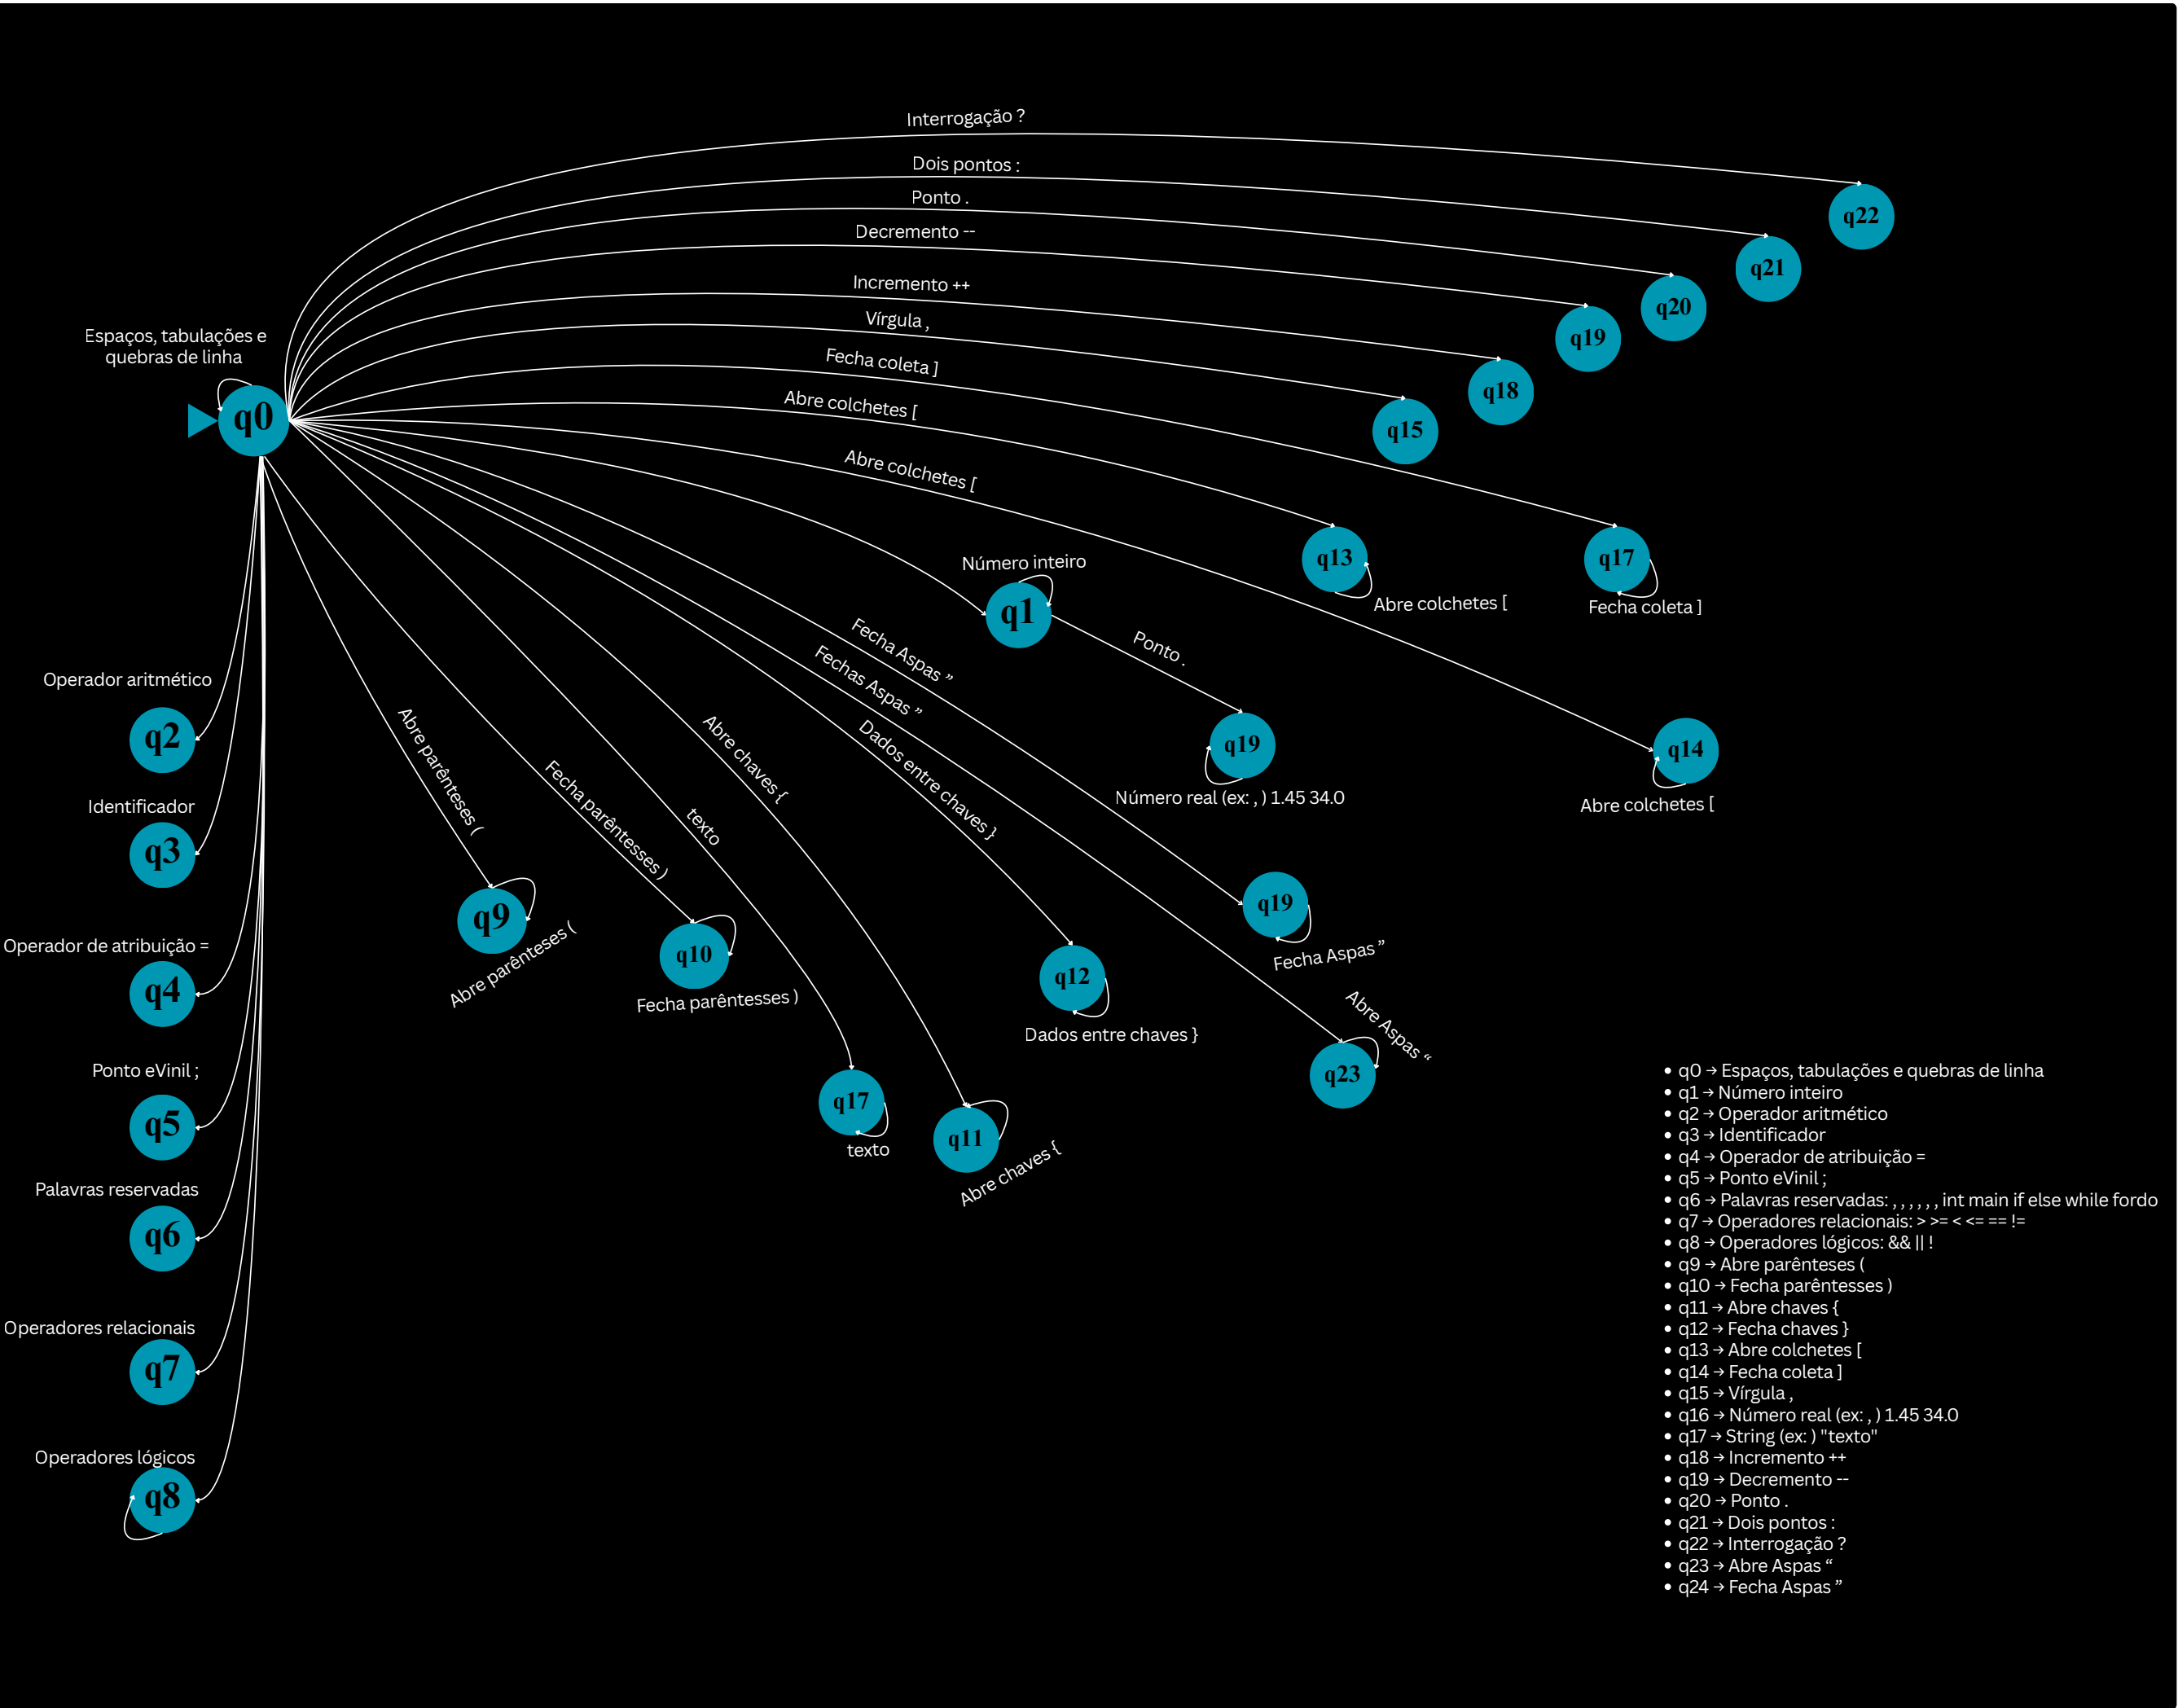 Interrogação ?
Dois pontos :
Ponto .
Decremento --
Incremento ++
Vírgula ,
Fecha coleta ]
Abre colchetes [
Abre colchetes [
Espaços, tabulações e
quebras de linha
q0
q22
q21
q20
q19
q18
q15
q13
Abre colchetes [
q17
Fecha coleta ]
Número inteiro
q1
Ponto .
q19
Número real (ex: , ) 1.45 34.0
q14
Abre colchetes [
Fecha Aspas ”
Fechas Aspas ”
Dados entre chaves }
Abre chaves {
texto
Fecha parêntesses )
Abre parênteses (
Operador aritmético
q2
Identificador
q3
Operador de atribuição =
q4
Ponto eVinil ;
q5
Palavras reservadas
q6
Operadores relacionais
q7
Operadores lógicos
q8
q9
Abre parênteses (
q10
Fecha parêntesses )
q17
texto
q11
Abre chaves {
q12
Dados entre chaves }
q19
Fecha Aspas ”
q23
Abre Aspas “
• q0 → Espaços, tabulações e quebras de linha
• q1 → Número inteiro
• q2 → Operador aritmético
• q3 → Identificador
• q4 → Operador de atribuição =
• q5 → Ponto eVinil ;
• q6 → Palavras reservadas: , , , , , , int main if else while fordo
• q7 → Operadores relacionais: > >= < <= == !=
• q8 → Operadores lógicos: && || !
• q9 → Abre parênteses (
• q10 → Fecha parêntesses )
• q11 → Abre chaves {
• q12 → Fecha chaves }
• q13 → Abre colchetes [
• q14 → Fecha coleta ]
• q15 → Vírgula ,
• q16 → Número real (ex: , ) 1.45 34.0
• q17 → String (ex: ) "texto"
• q18 → Incremento ++
• q19 → Decremento --
• q20 → Ponto .
• q21 → Dois pontos :
• q22 → Interrogação ?
• q23 → Abre Aspas “
• q24 → Fecha Aspas ”